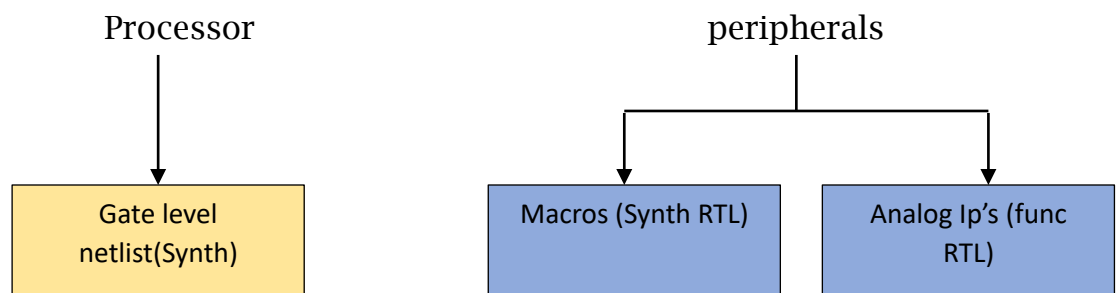 Processor
peripherals
Gate level
netlist(Synth)
Macros (Synth RTL)
Analog Ip’s (func
RTL)